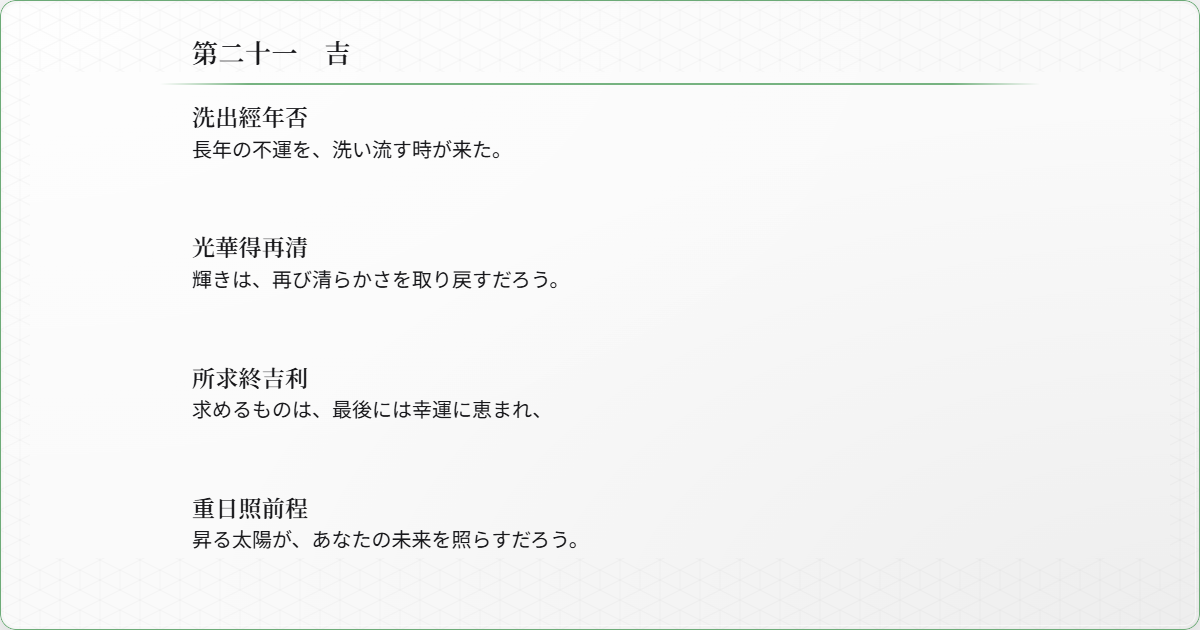 第二十一　吉
洗出經年否
長年の不運を、洗い流す時が来た。
光華得再清
輝きは、再び清らかさを取り戻すだろう。
所求終吉利
求めるものは、最後には幸運に恵まれ、
重日照前程
昇る太陽が、あなたの未来を照らすだろう。